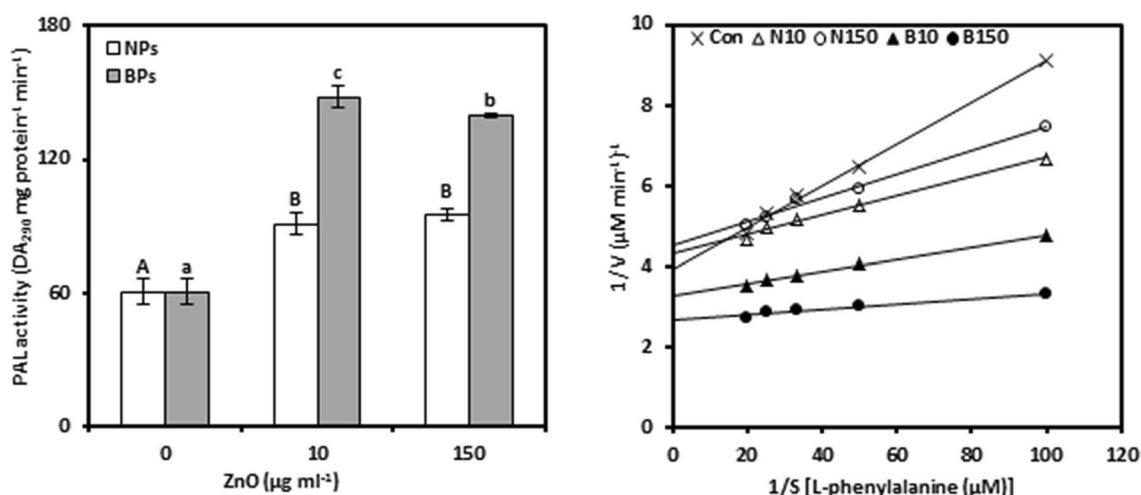 180
120
60
0
PAL activity (DA₂₉₀ mg protein⁻¹ min⁻¹)
NPs
BPs
A
a
B
c
B
b
0
10
150
ZnO (µg ml⁻¹)
10
8
6
4
2
0
1/V (µM min⁻¹)⁻¹
Con N10 N150 B10 B150
0 20 40 60 80 100 120
1/S [L-phenylalanine (µM)]